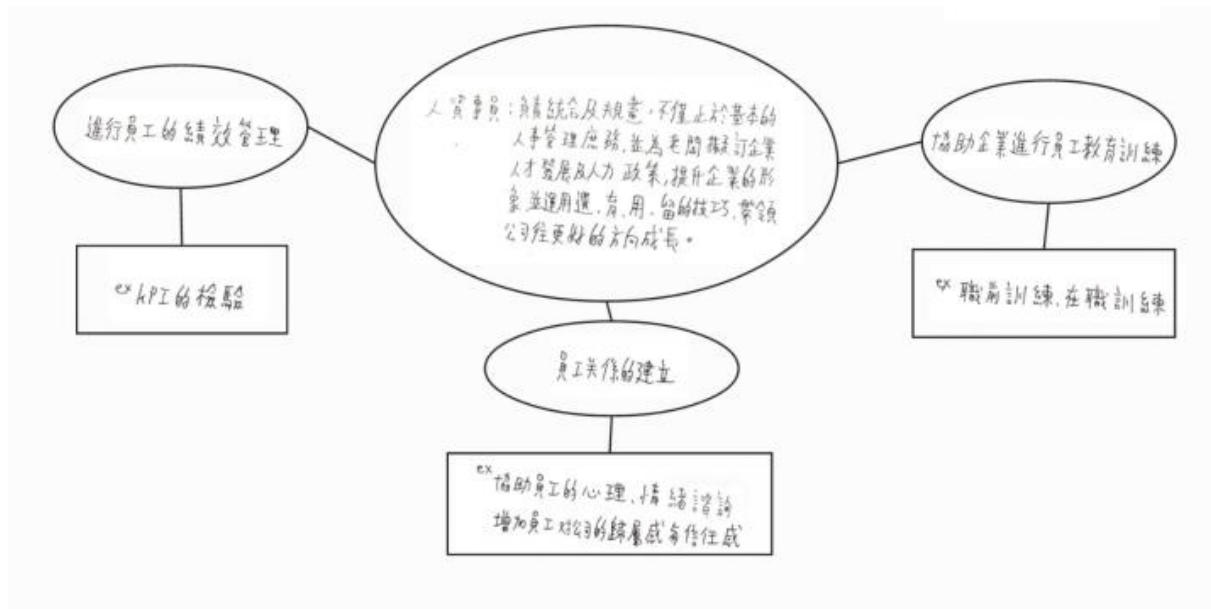 進行員工的績效管理
ex KPI的檢驗
人資專員:負責統合及規畫,不僅止於基本的
人事管理庶務,並為老闆擬訂企業
人才發展及人力政策,提升企業的形
象並運用選、育、用、留的技巧,帶領
公司往更好的方向成長。
員工关係的建立
ex 協助員工的心理、情緒諮詢
增加員工对公司的歸屬感与信任感
協助企業進行員工教育訓練
ex 職前訓練、在職訓練